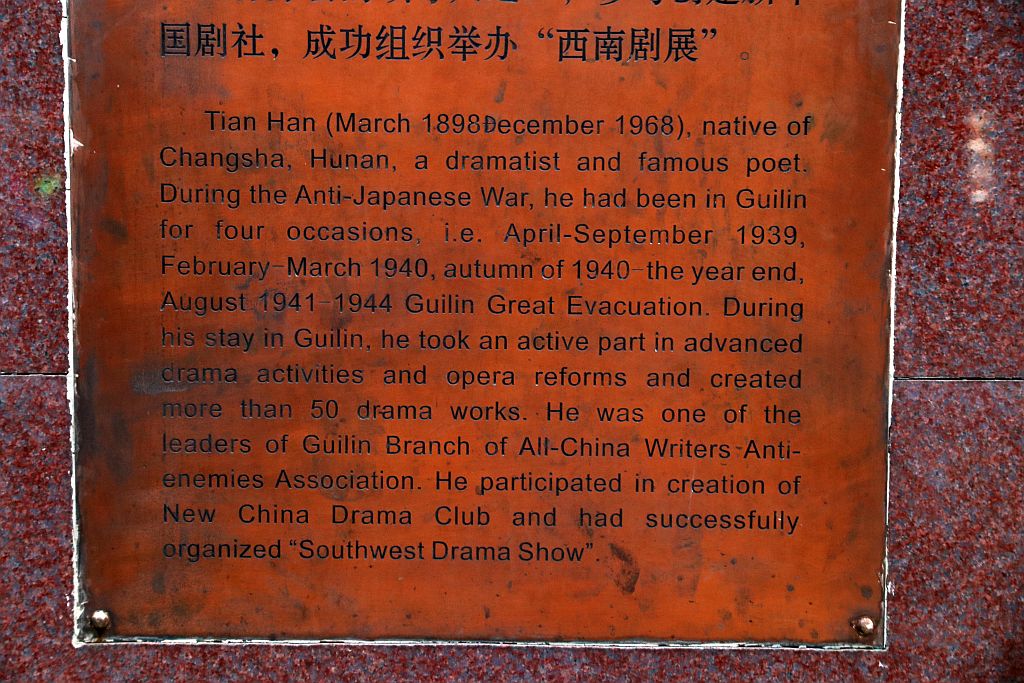 国剧社，成功组织举办“西南剧展”。
Tian Han (March 1898December 1968), native of
Changsha, Hunan, a dramatist and famous poet.
During the Anti-Japanese War, he had been in Guilin
for four occasions, i.e. April-September 1939,
February-March 1940, autumn of 1940-the year end,
August 1941-1944 Guilin Great Evacuation. During
his stay in Guilin, he took an active part in advanced
drama activities and opera reforms and created
more than 50 drama works. He was one of the
leaders of Guilin Branch of All-China Writers Anti-
enemies Association. He participated in creation of
New China Drama Club and had successfully
organized “Southwest Drama Show”.